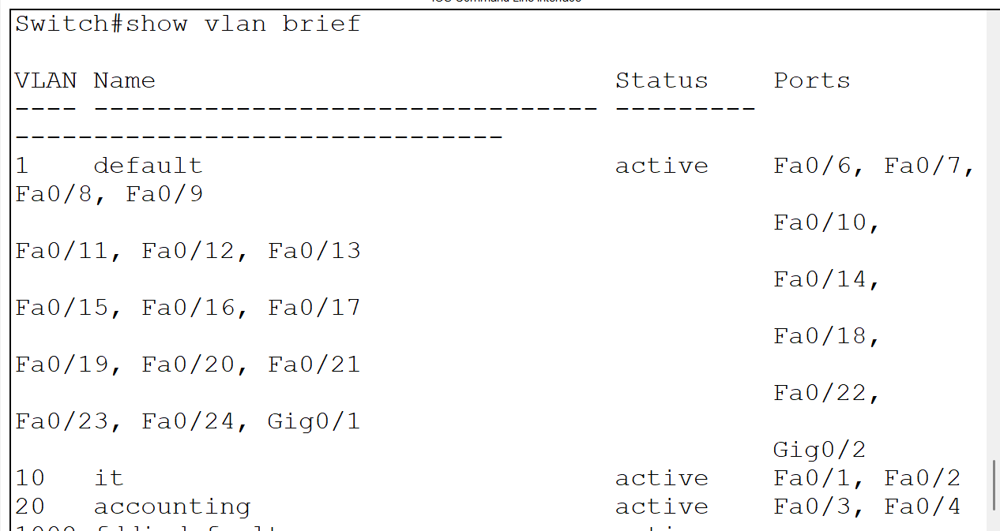 Switch#show vlan brief
VLAN Name Status Ports
---- -------------------------------- --------- -------------------------------
1 default active Fa0/6, Fa0/7,
Fa0/8, Fa0/9
Fa0/10,
Fa0/11, Fa0/12, Fa0/13
Fa0/14,
Fa0/15, Fa0/16, Fa0/17
Fa0/18,
Fa0/19, Fa0/20, Fa0/21
Fa0/22,
Fa0/23, Fa0/24, Gig0/1
Gig0/2
10 it active Fa0/1, Fa0/2
20 accounting active Fa0/3, Fa0/4